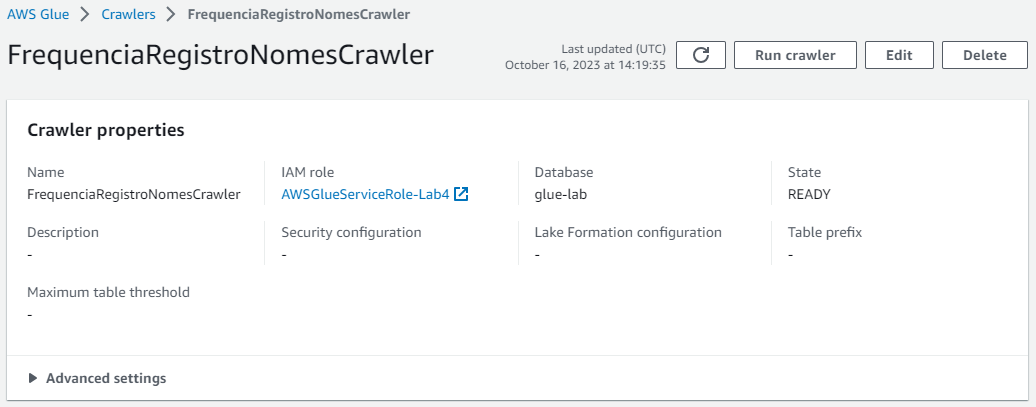 AWS Glue > Crawlers > FrequenciaRegistroNomesCrawler
FrequenciaRegistroNomesCrawler
Last updated (UTC)
October 16, 2023 at 14:19:35
Run crawler
Edit
Delete
Crawler properties
Name
FrequenciaRegistroNomesCrawler
IAM role
AWSGlueServiceRole-Lab4
Database
glue-lab
State
READY
Description
-
Security configuration
-
Lake Formation configuration
-
Table prefix
-
Maximum table threshold
-
Advanced settings